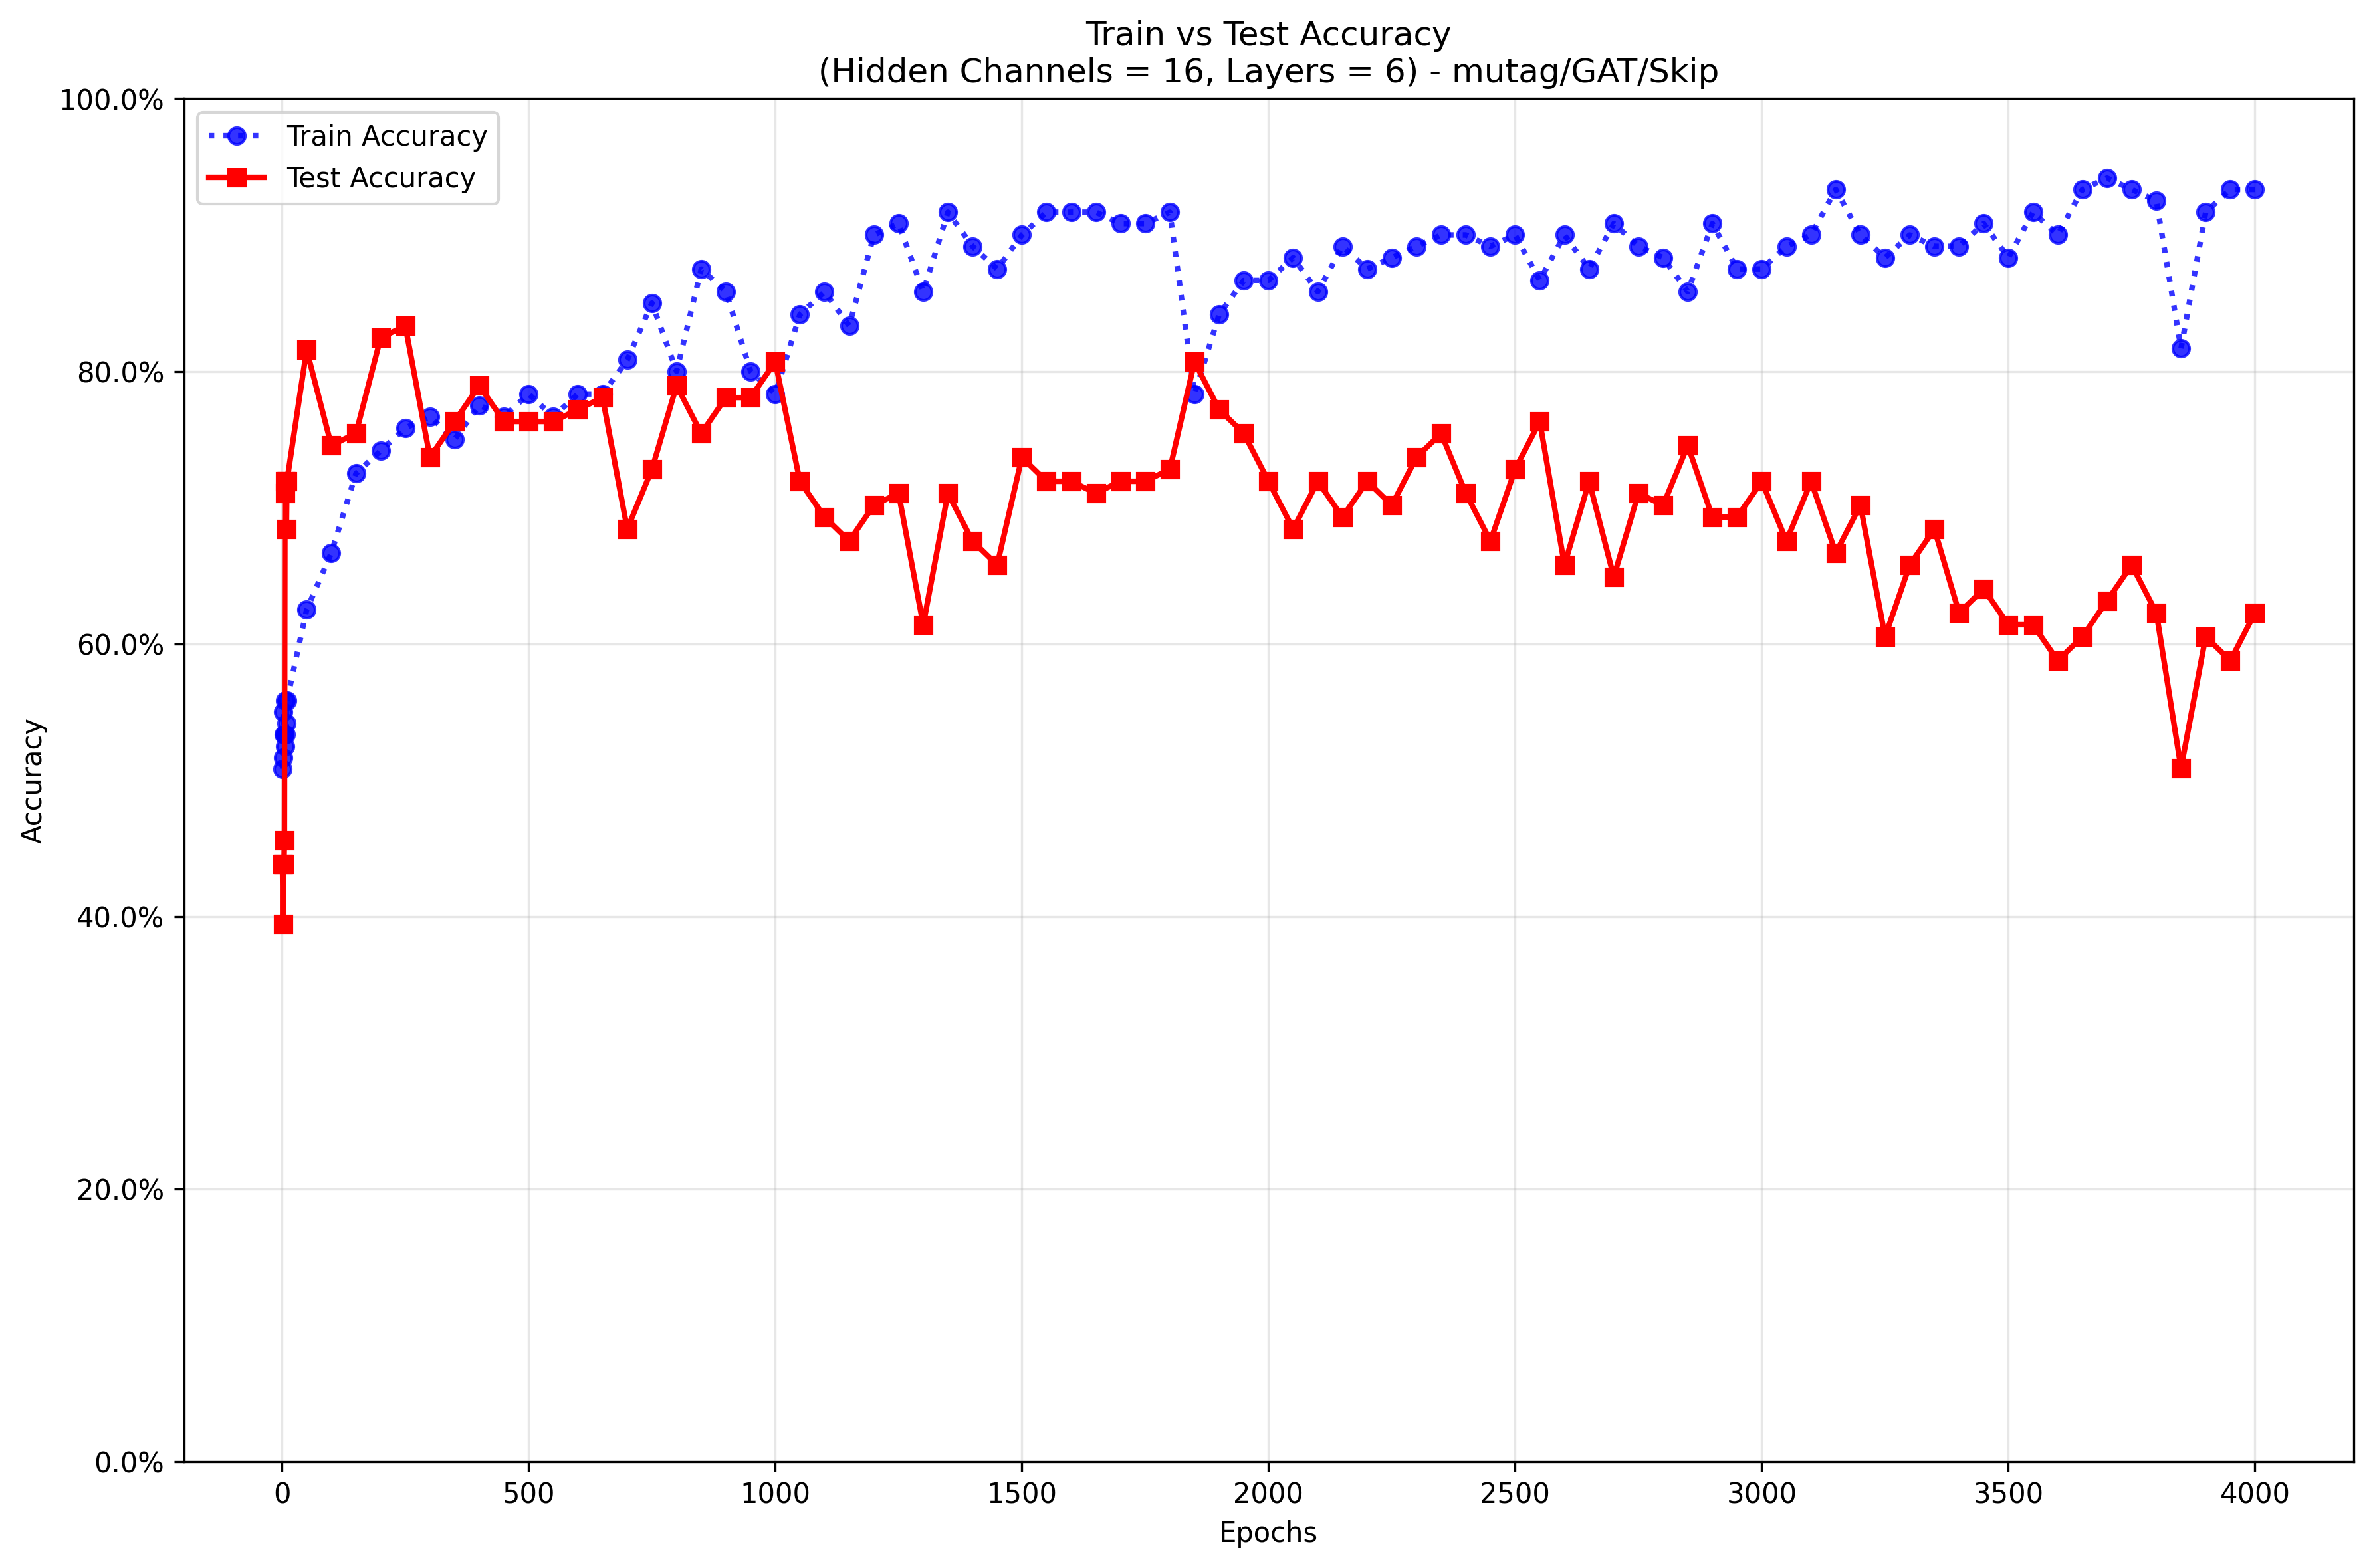 Train vs Test Accuracy
(Hidden Channels = 16, Layers = 6) - mutag/GAT/Skip
Train Accuracy
Test Accuracy
100.0%
80.0%
60.0%
40.0%
20.0%
0.0%
Accuracy
0 500 1000 1500 2000 2500 3000 3500 4000
Epochs